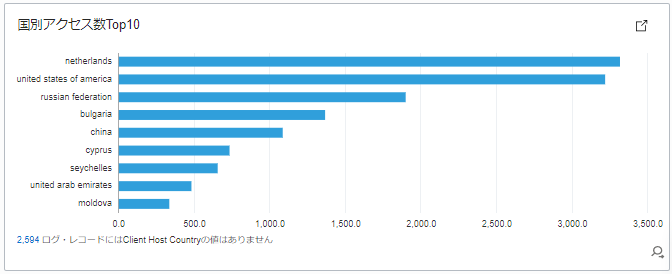 国別アクセス数Top10
netherlands
united states of america
russian federation
bulgaria
china
cyprus
seychelles
united arab emirates
moldova
0.0 500.0 1,000.0 1,500.0 2,000.0 2,500.0 3,000.0 3,500.0
2,594 ログ・レコードにはClient Host Countryの値はありません